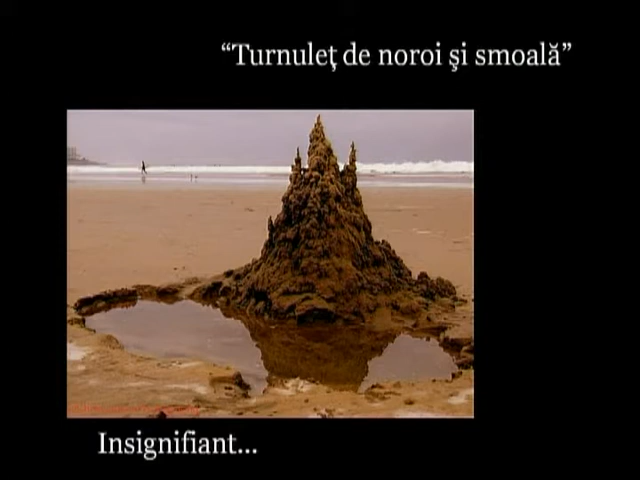 “Turnuleţ de noroi şi smoală”
Insignifiant...